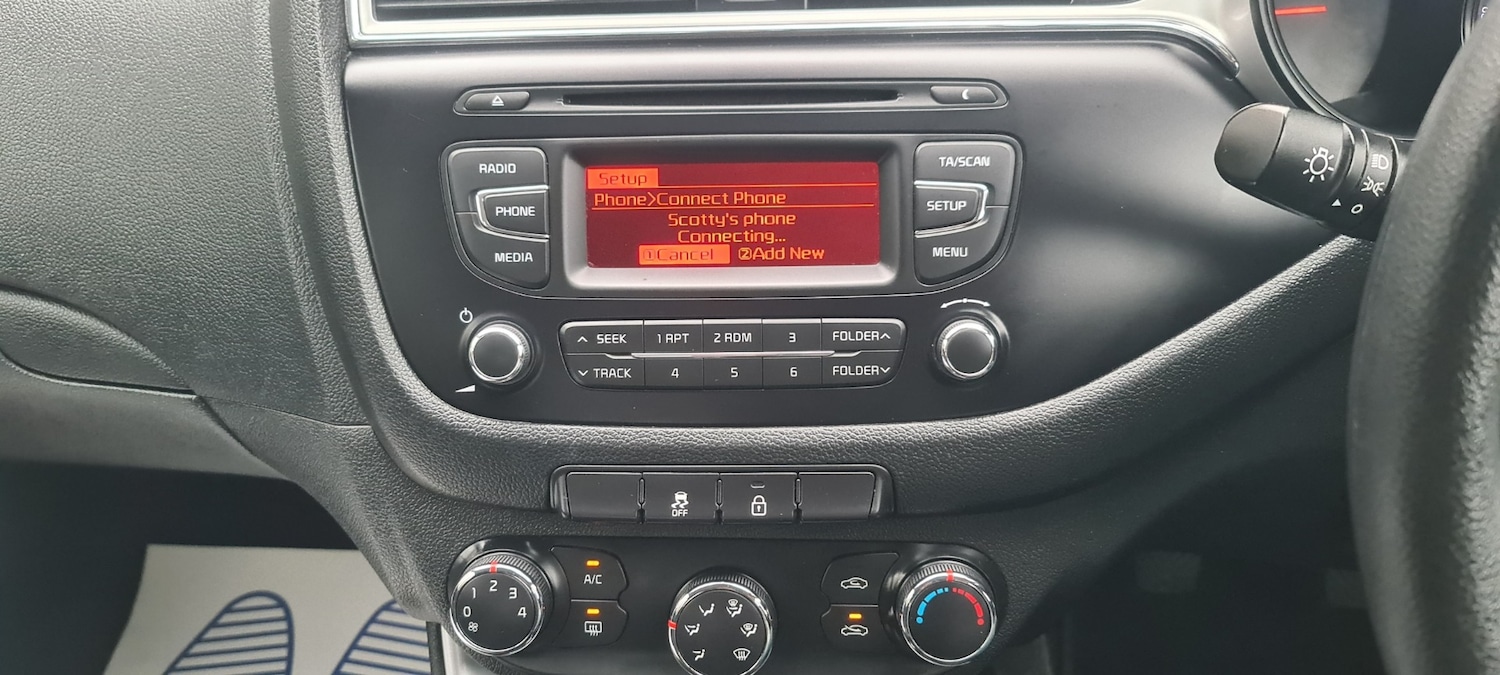 RADIO
PHONE
MEDIA
Setup
Phone>Connect Phone
Scotty's phone
Connecting...
1Cancel 2Add New
TA/SCAN
SETUP
MENU
SEEK 1 RPT 2 RDM 3 FOLDER
TRACK 4 5 6 FOLDER
OFF
0 1 2 3 4
A/C